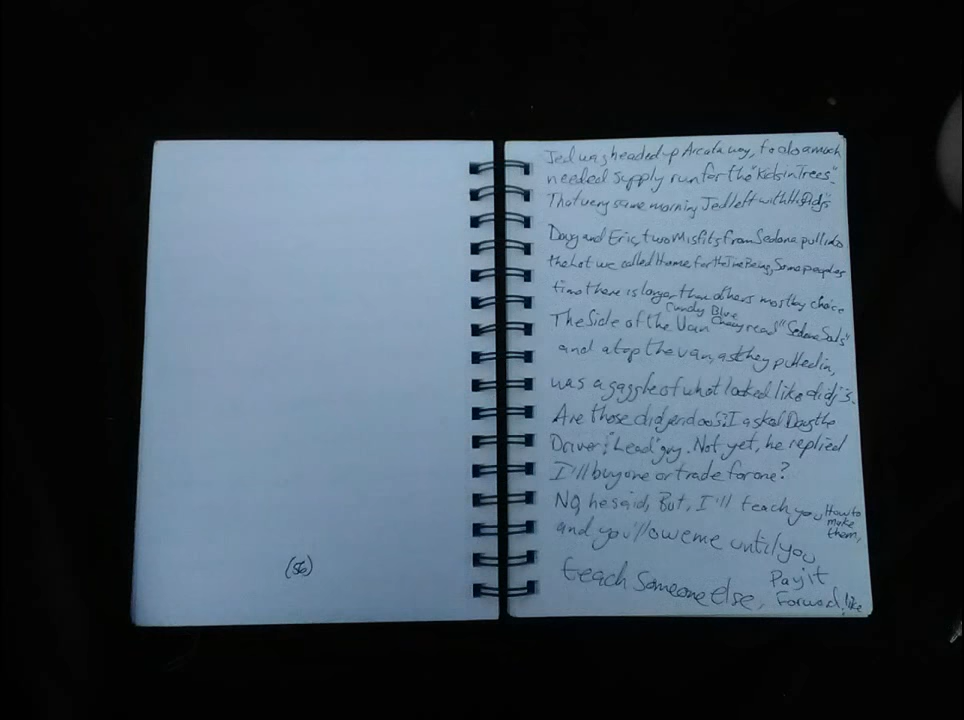 (56)
Jed was headed up Arcata way, to do a much
needed supply run for the "Kids in Trees".
That very same morning Jed left with His Didj's
Doug and Eric, two Misfits from Sedona, pull into
the Lot we called Home, for the Time Being, Some peoples
time there is longer than others mostly choice
Candy Blue
The Side of the Van Chevy read "Sedona Sols"
and atop the van, as they pulled in,
was a gaggle of what looked like didj's.
Are those didjeridoo's? I asked Doug the
Driver & "Lead" guy. Not yet, he replied
I'll buy one or trade for one?
No, he said, But, I'll teach you How to
make
them,
and you'll owe me until you
teach someone else, Pay it
Forward, like